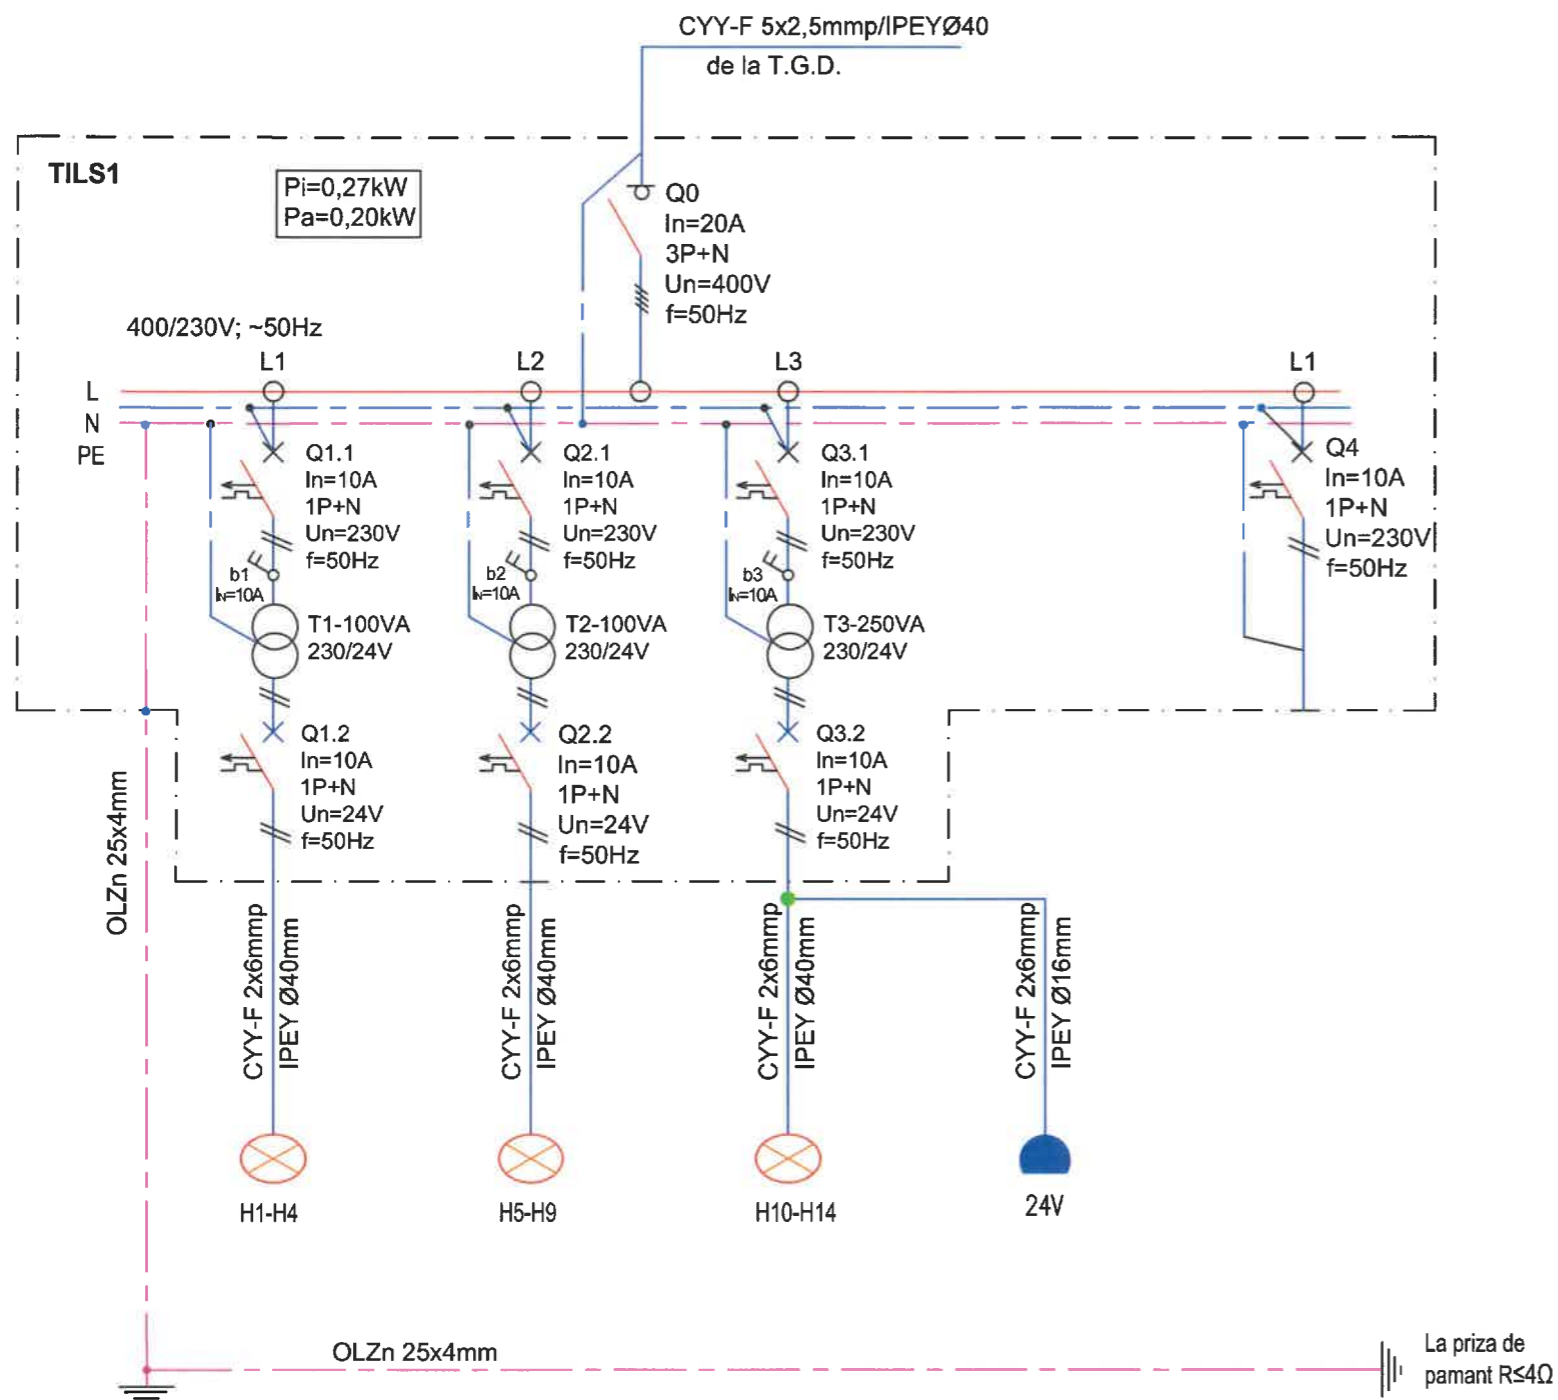 CYY-F 5x2,5mmp/IPEYØ40
de la T.G.D.
TILS1
Pi=0,27kW
Pa=0,20kW
Q0
In=20A
3P+N
Un=400V
f=50Hz
400/230V; ~50Hz
L1
L2
L3
L1
L
N
PE
Q1.1
In=10A
1P+N
Un=230V
f=50Hz
b1
IN=10A
T1-100VA
230/24V
Q2.1
In=10A
1P+N
Un=230V
f=50Hz
b2
IN=10A
T2-100VA
230/24V
Q3.1
In=10A
1P+N
Un=230V
f=50Hz
b3
IN=10A
T3-250VA
230/24V
Q4
In=10A
1P+N
Un=230V
f=50Hz
Q1.2
In=10A
1P+N
Un=24V
f=50Hz
Q2.2
In=10A
1P+N
Un=24V
f=50Hz
Q3.2
In=10A
1P+N
Un=24V
f=50Hz
OLZn 25x4mm
CYY-F 2x6mmp
IPEY Ø40mm
CYY-F 2x6mmp
IPEY Ø40mm
CYY-F 2x6mmp
IPEY Ø40mm
CYY-F 2x6mmp
IPEY Ø16mm
H1-H4
H5-H9
H10-H14
24V
OLZn 25x4mm
La priza de
pamant R≤4Ω